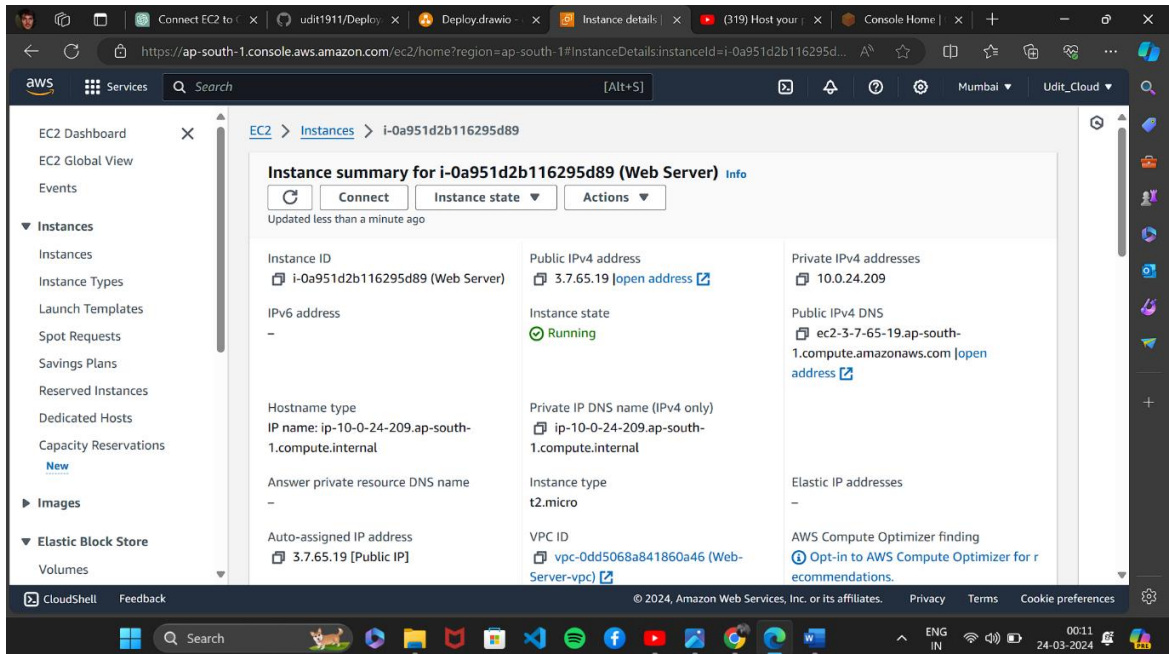 Connect EC2 to C
udit1911/Deploy
Deploy.drawio -
Instance details |
(319) Host your p
Console Home |
https://ap-south-1.console.aws.amazon.com/ec2/home?region=ap-south-1#InstanceDetails:instanceId=i-0a951d2b116295d...
aws
Services
Search
[Alt+S]
Mumbai ▼
Udit_Cloud ▼
EC2 Dashboard
EC2 Global View
Events
▼ Instances
Instances
Instance Types
Launch Templates
Spot Requests
Savings Plans
Reserved Instances
Dedicated Hosts
Capacity Reservations
New
▶ Images
▼ Elastic Block Store
Volumes
EC2 > Instances > i-0a951d2b116295d89
Instance summary for i-0a951d2b116295d89 (Web Server) Info
Connect
Instance state ▼
Actions ▼
Updated less than a minute ago
Instance ID
i-0a951d2b116295d89 (Web Server)
Public IPv4 address
3.7.65.19 |open address
Private IPv4 addresses
10.0.24.209
IPv6 address
–
Instance state
Running
Public IPv4 DNS
ec2-3-7-65-19.ap-south-
1.compute.amazonaws.com |open
address
Hostname type
IP name: ip-10-0-24-209.ap-south-
1.compute.internal
Private IP DNS name (IPv4 only)
ip-10-0-24-209.ap-south-
1.compute.internal
Answer private resource DNS name
–
Instance type
t2.micro
Elastic IP addresses
–
Auto-assigned IP address
3.7.65.19 [Public IP]
VPC ID
vpc-0dd5068a841860a46 (Web-
Server-vpc)
AWS Compute Optimizer finding
Opt-in to AWS Compute Optimizer for r
ecommendations.
CloudShell
Feedback
© 2024, Amazon Web Services, Inc. or its affiliates.
Privacy
Terms
Cookie preferences
Search
ENG
IN
00:11
24-03-2024